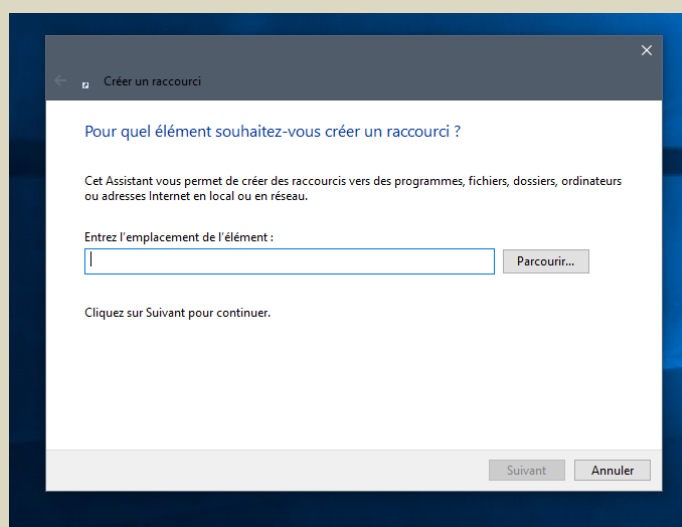 Créer un raccourci
Pour quel élément souhaitez-vous créer un raccourci ?
Cet Assistant vous permet de créer des raccourcis vers des programmes, fichiers, dossiers, ordinateurs
ou adresses Internet en local ou en réseau.
Entrez l'emplacement de l'élément :
Parcourir...
Cliquez sur Suivant pour continuer.
Suivant
Annuler